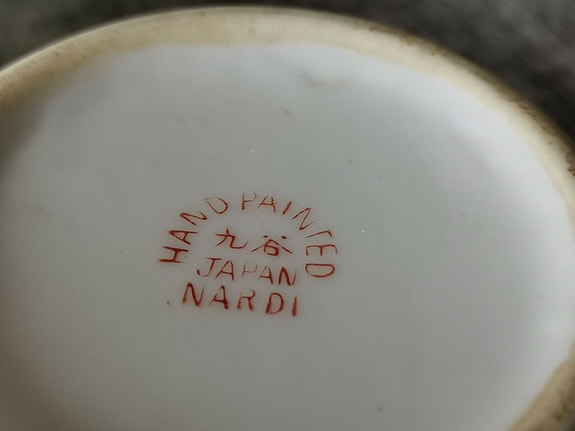 HAND PAINTED
九谷
JAPAN
.NARDI